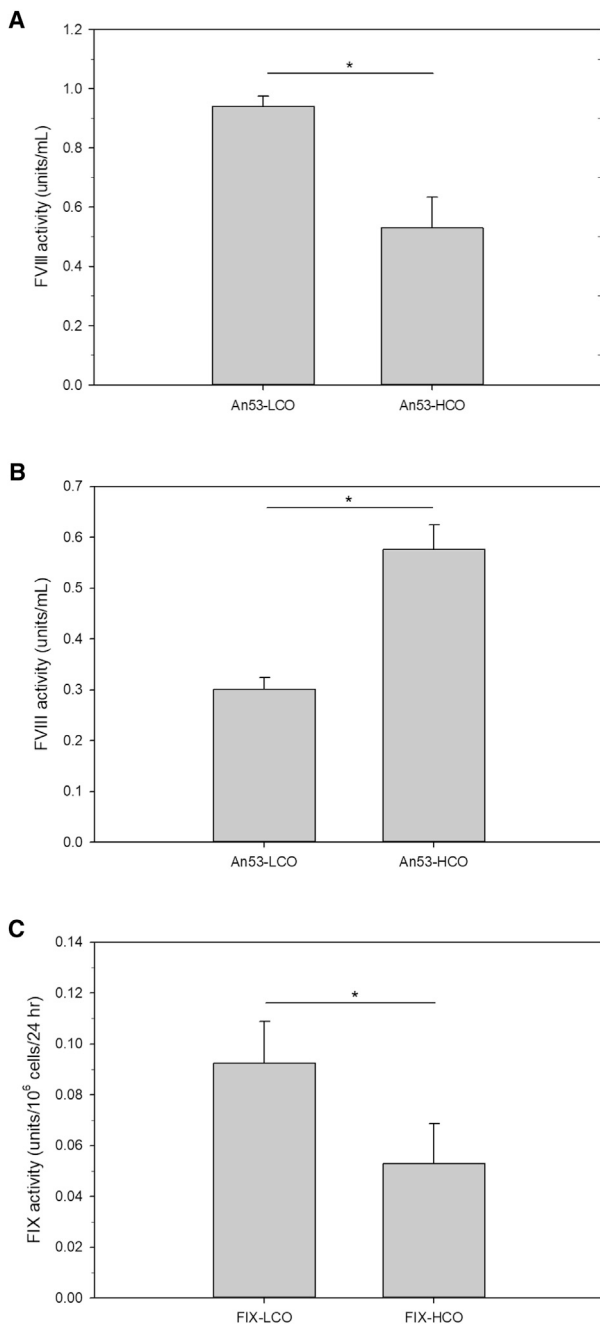 A
FVIII activity (units/mL)
1.2
1.0
0.8
0.6
0.4
0.2
0.0
*
An53-LCO An53-HCO
B
FVIII activity (units/mL)
0.7
0.6
0.5
0.4
0.3
0.2
0.1
0.0
*
An53-LCO An53-HCO
C
FIX activity (units/10⁶ cells/24 hr)
0.14
0.12
0.10
0.08
0.06
0.04
0.02
0.00
*
FIX-LCO FIX-HCO